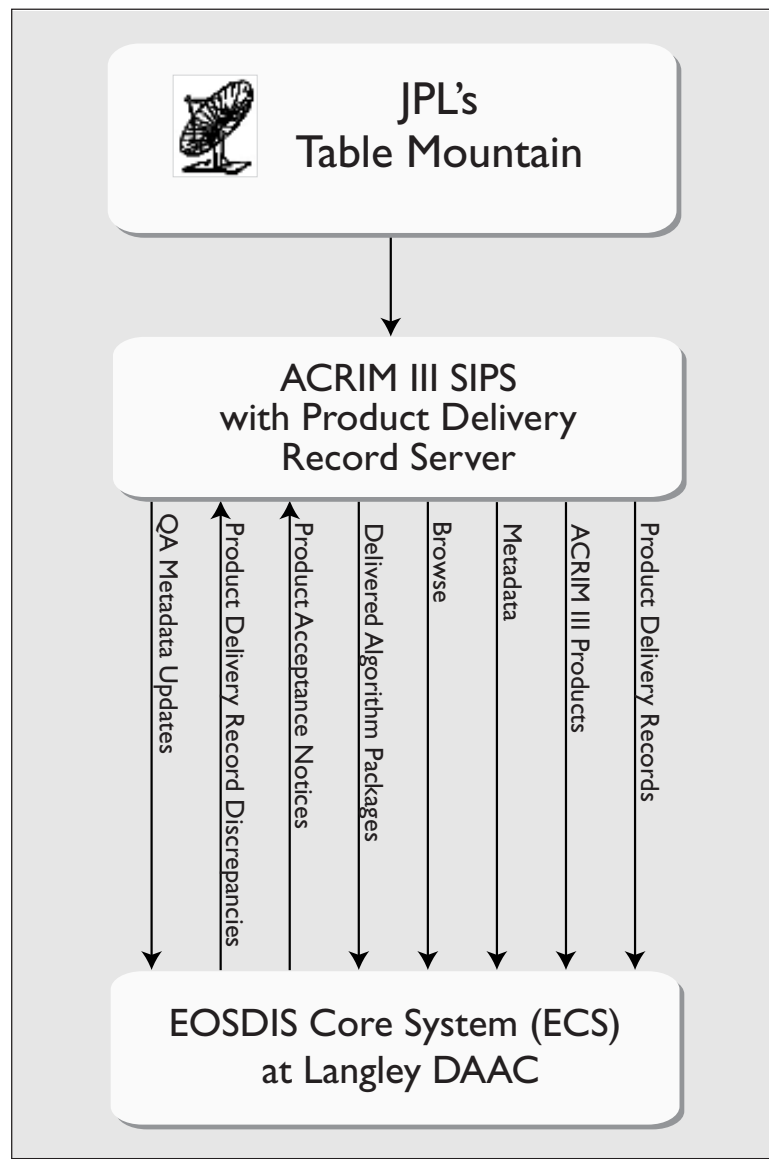 JPL's
Table Mountain
ACRIM III SIPS
with Product Delivery
Record Server
QA Metadata Updates
Product Delivery Record Discrepancies
Product Acceptance Notices
Delivered Algorithm Packages
Browse
Metadata
ACRIM III Products
Product Delivery Records
EOSDIS Core System (ECS)
at Langley DAAC